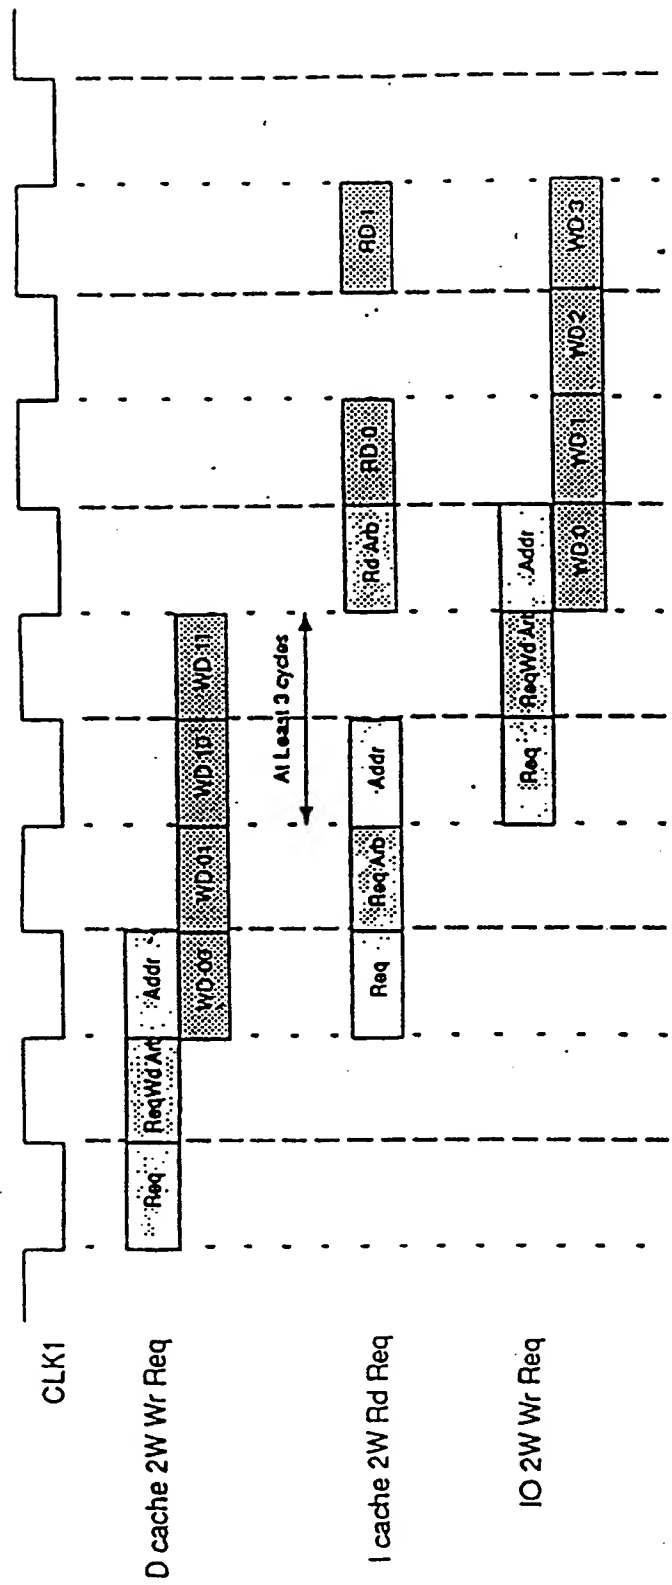 CLK1
D cache 2W Wr Req
Req
ReqWd Arb
Addr
WD 00
WD 01
WD 10
WD 11
At Least 3 cycles
I cache 2W Rd Req
Req
Req Arb
Addr
Rd Arb
RD 0
RD 1
IO 2W Wr Req
Req
ReqWd Arb
Addr
WD 0
WD 1
WD 2
WD 3